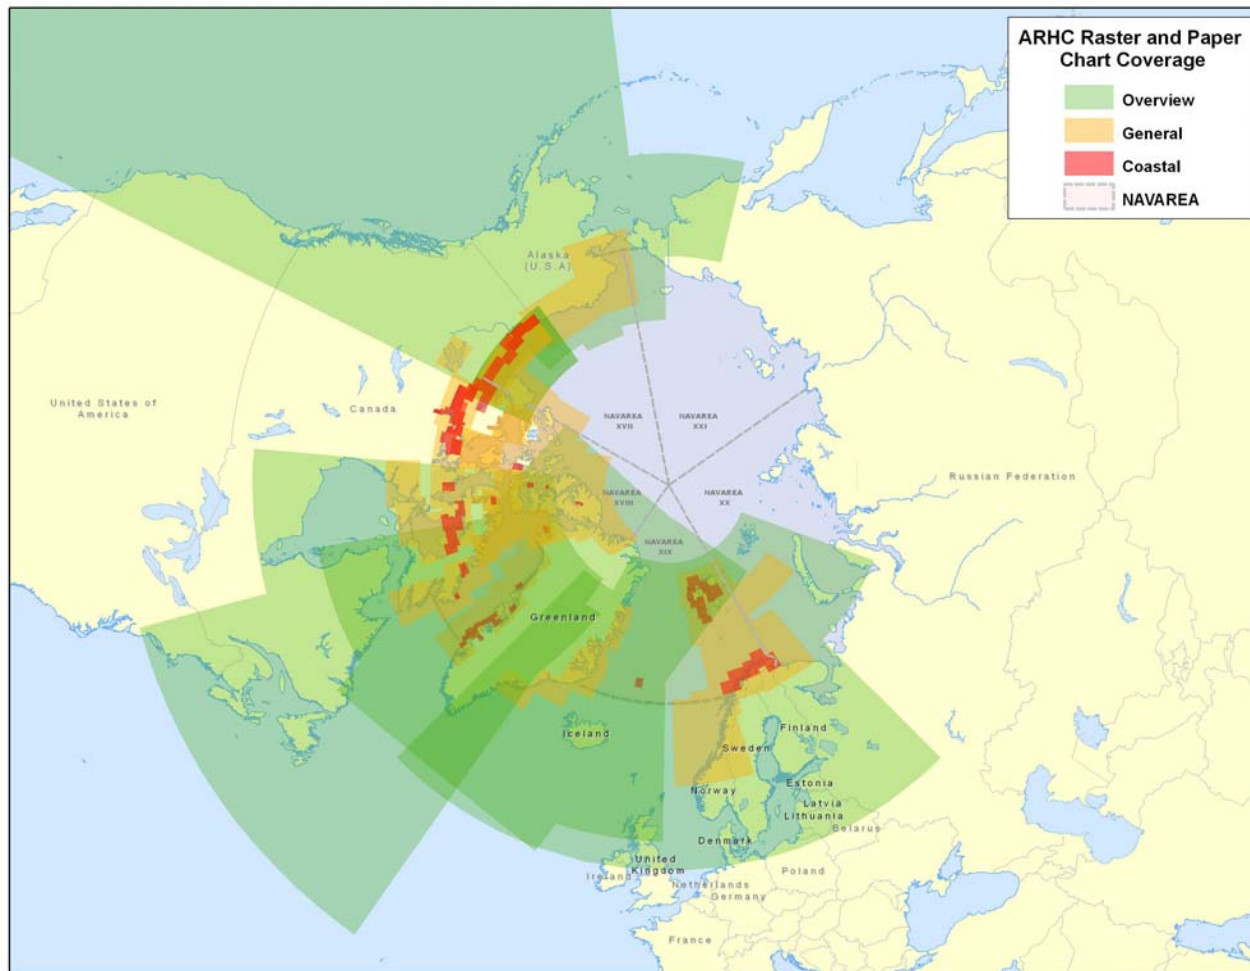 ARHC Raster and Paper
Chart Coverage
Overview
General
Coastal
NAVAREA
Alaska
(U.S.A)
United States of
America
Canada
NAVAREA
XVII
NAVAREA
XXI
Russian Federation
NAVAREA
XVIII
NAVAREA
XX
NAVAREA
XIX
Greenland
Iceland
Finland
Sweden
Norway
Estonia
Latvia
Lithuania
Belarus
Denmark
United
Kingdom
Ireland
Poland
Netherlands
Germany
France